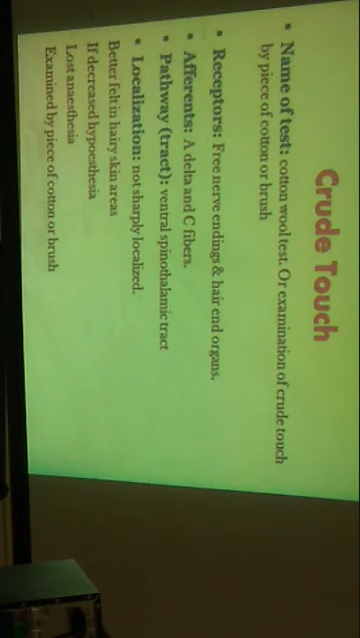 Crude Touch
• Name of test: cotton wool test. Or examination of crude touch
by piece of cotton or brush
• Receptors: Free nerve endings & hair end organs.
• Afferents: A delta and C fibers.
• Pathway (tract): ventral spinothalamic tract
• Localization: not sharply localized.
Better felt in hairy skin areas
If decreased hypoesthesia
Lost anaesthesia
Examined by piece of cotton or brush